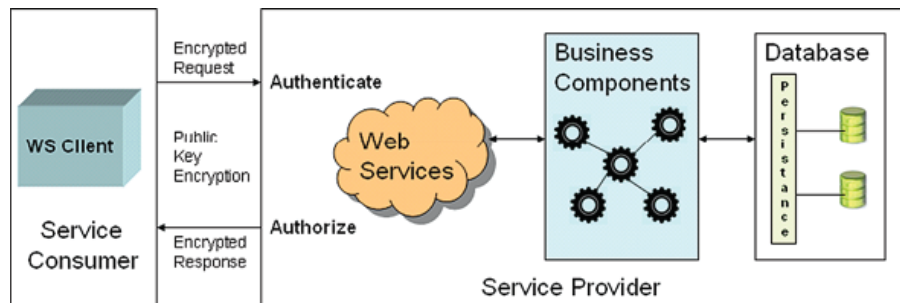 WS Client
Service
Consumer
Encrypted
Request
Public
Key
Encryption
Encrypted
Response
Authenticate
Authorize
Web
Services
Business
Components
Database
Persistance
Service Provider